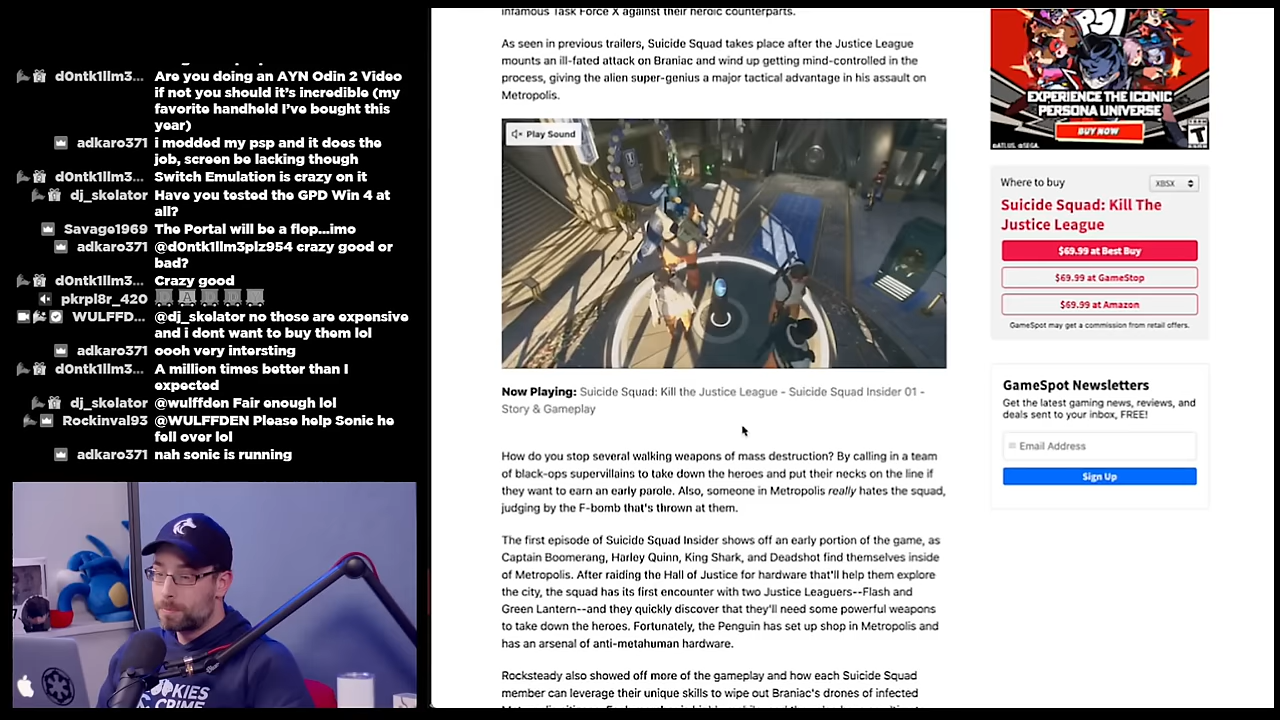 d0ntk1llm3... Are you doing an AYN Odin 2 Video
if not you should it's incredible (my
favorite handheld I've bought this
year)
adkaro371 i modded my psp and it does the
job, screen be lacking though
d0ntk1llm3... Switch Emulation is crazy on it
dj_skelator Have you tested the GPD Win 4 at
all?
Savage1969 The Portal will be a flop...imo
adkaro371 @d0ntk1llm3plz954 crazy good or
bad?
d0ntk1llm3... Crazy good
pkrpl8r_420
WULFFD... @dj_skelator no those are expensive
and i dont want to buy them lol
adkaro371 oooh very intersting
d0ntk1llm3... A million times better than I
expected
dj_skelator @wulffden Fair enough lol
Rockinval93 @WULFFDEN Please help Sonic he
fell over lol
adkaro371 nah sonic is running
KIES
CRIME
infamous Task Force X against their heroic counterparts.
As seen in previous trailers, Suicide Squad takes place after the Justice League
mounts an ill-fated attack on Braniac and wind up getting mind-controlled in the
process, giving the alien super-genius a major tactical advantage in his assault on
Metropolis.
Play Sound
Now Playing: Suicide Squad: Kill the Justice League - Suicide Squad Insider 01 -
Story & Gameplay
How do you stop several walking weapons of mass destruction? By calling in a team
of black-ops supervillains to take down the heroes and put their necks on the line if
they want to earn an early parole. Also, someone in Metropolis really hates the squad,
judging by the F-bomb that's thrown at them.
The first episode of Suicide Squad Insider shows off an early portion of the game, as
Captain Boomerang, Harley Quinn, King Shark, and Deadshot find themselves inside
of Metropolis. After raiding the Hall of Justice for hardware that'll help them explore
the city, the squad has its first encounter with two Justice Leaguers--Flash and
Green Lantern--and they quickly discover that they'll need some powerful weapons
to take down the heroes. Fortunately, the Penguin has set up shop in Metropolis and
has an arsenal of anti-metahuman hardware.
Rocksteady also showed off more of the gameplay and how each Suicide Squad
member can leverage their unique skills to wipe out Braniac's drones of infected
EXPERIENCE THE ICONIC
PERSONA UNIVERSE
BUY NOW
©ATLUS. ©SEGA.
T
Where to buy
XBSX
Suicide Squad: Kill The
Justice League
$69.99 at Best Buy
$69.99 at GameStop
$69.99 at Amazon
GameSpot may get a commission from retail offers.
GameSpot Newsletters
Get the latest gaming news, reviews, and
deals sent to your inbox, FREE!
Email Address
Sign Up